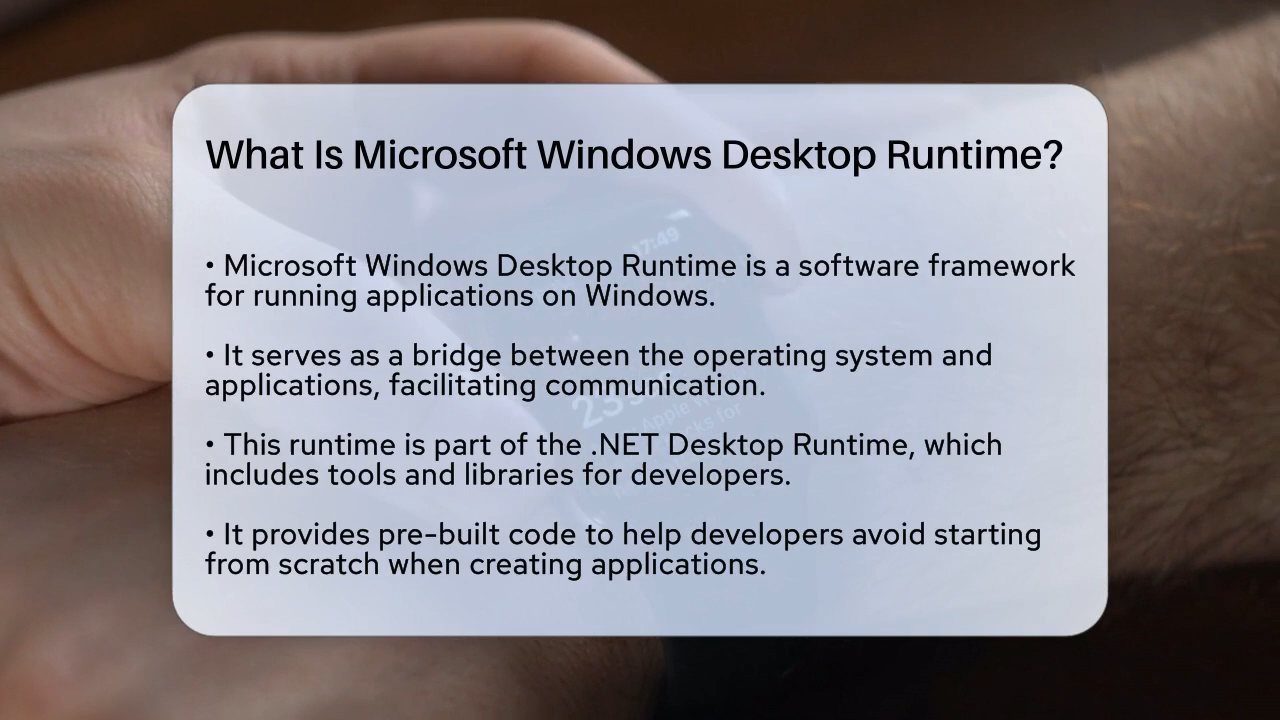 What Is Microsoft Windows Desktop Runtime?
• Microsoft Windows Desktop Runtime is a software framework
for running applications on Windows.
• It serves as a bridge between the operating system and
applications, facilitating communication.
• This runtime is part of the .NET Desktop Runtime, which
includes tools and libraries for developers.
• It provides pre-built code to help developers avoid starting
from scratch when creating applications.
17:49